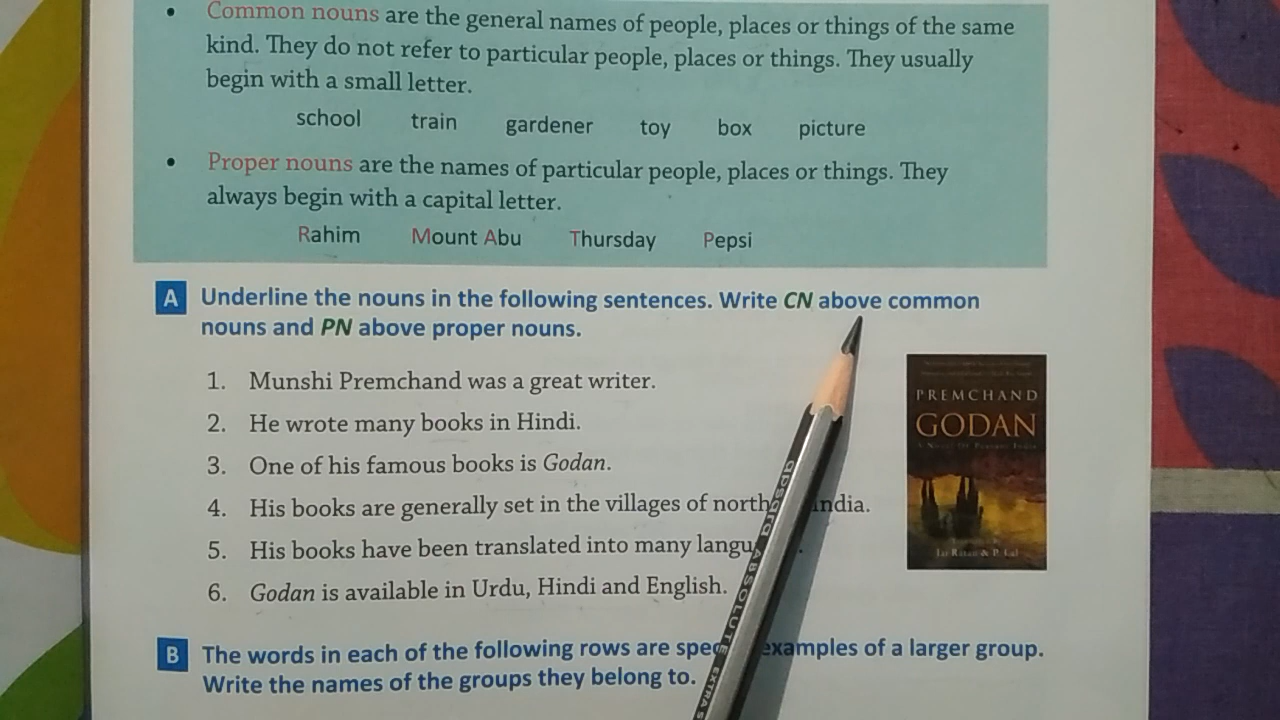 • Common nouns are the general names of people, places or things of the same
kind. They do not refer to particular people, places or things. They usually
begin with a small letter.
school train gardener toy box picture
• Proper nouns are the names of particular people, places or things. They
always begin with a capital letter.
Rahim Mount Abu Thursday Pepsi
A Underline the nouns in the following sentences. Write CN above common
nouns and PN above proper nouns.
1. Munshi Premchand was a great writer.
2. He wrote many books in Hindi.
3. One of his famous books is Godan.
4. His books are generally set in the villages of north India.
5. His books have been translated into many
6. Godan is available in Urdu, Hindi and English.
PREMCHAND
GODAN
Jai Ratan & P. Lal
apsara ABSOLUTE EXTRA
B The words in each of the following rows are examples of a larger group.
Write the names of the groups they belong to.